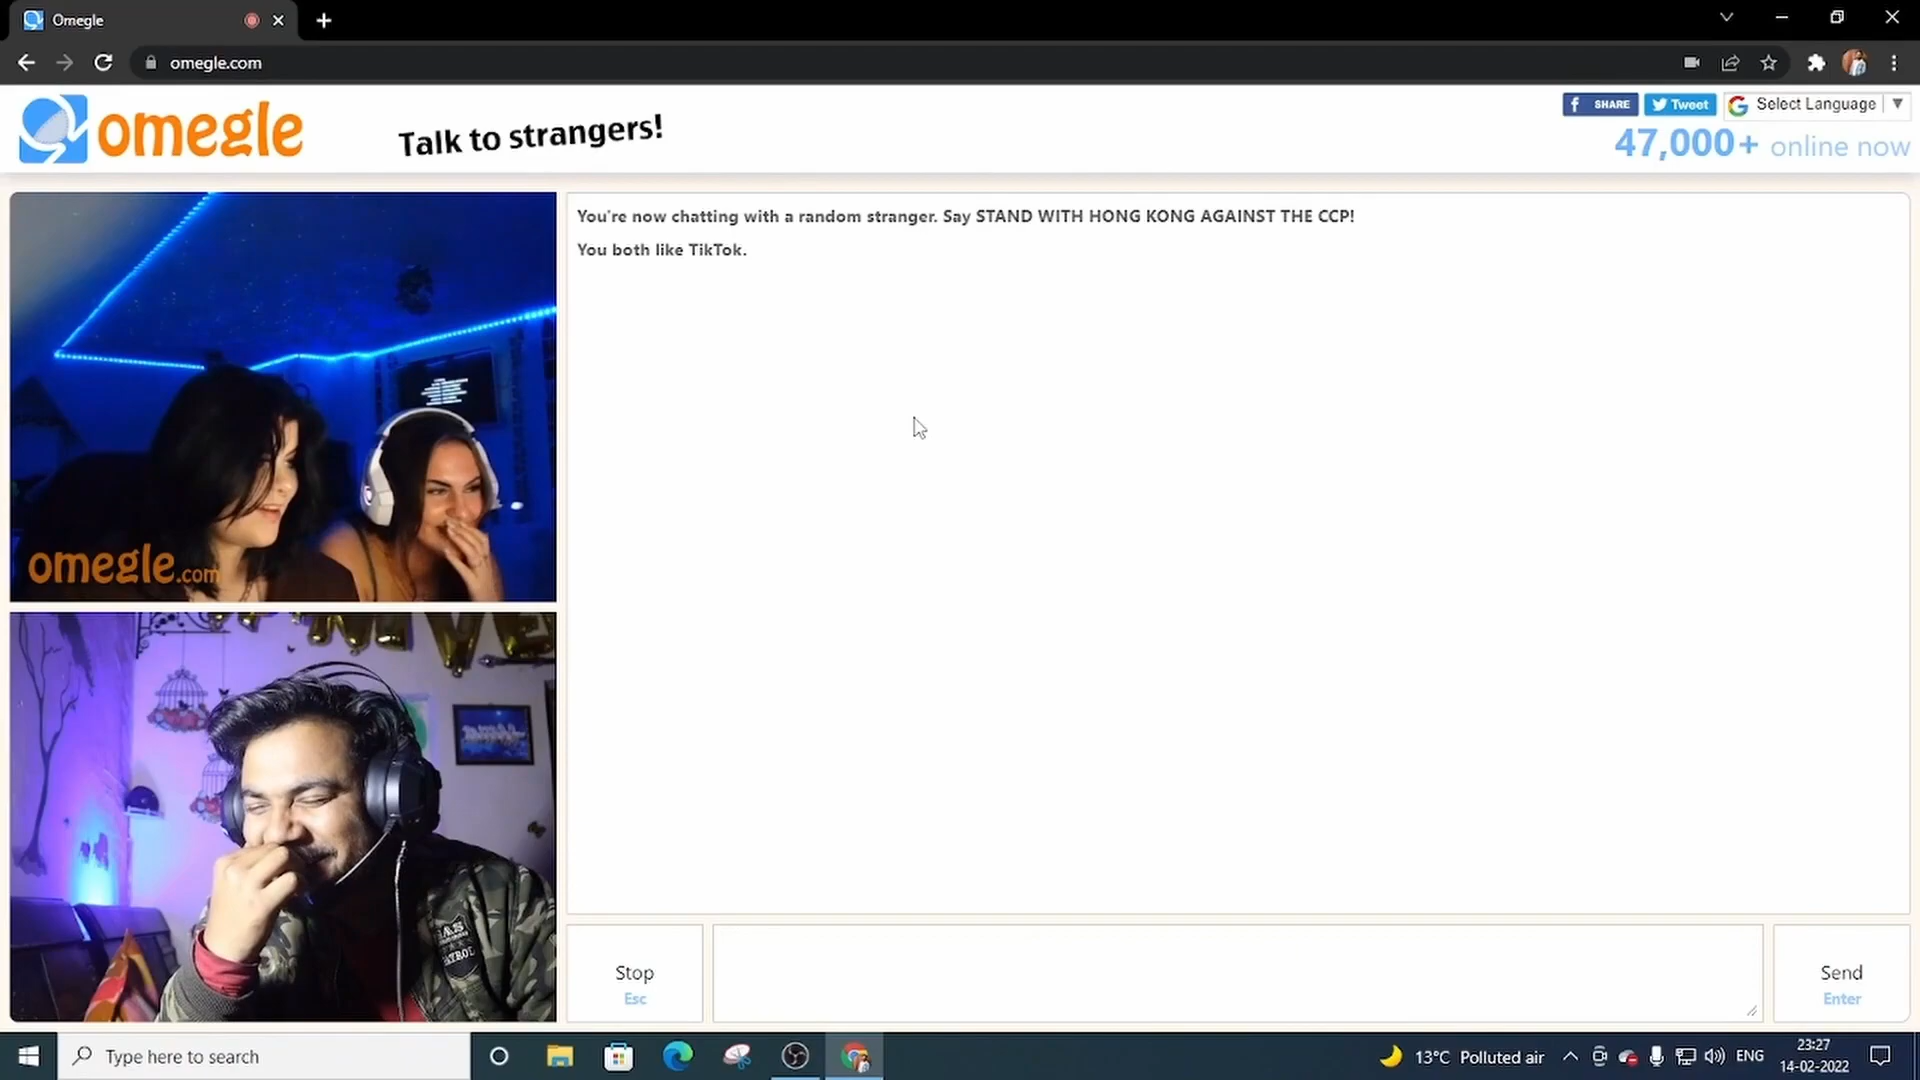 Omegle
omegle.com
omegle
Talk to strangers!
SHARE
Tweet
Select Language
47,000+ online now
You're now chatting with a random stranger. Say STAND WITH HONG KONG AGAINST THE CCP!
You both like TikTok.
omegle.com
PATROL
Stop
Esc
Send
Enter
Type here to search
13°C Polluted air
ENG
23:27
14-02-2022